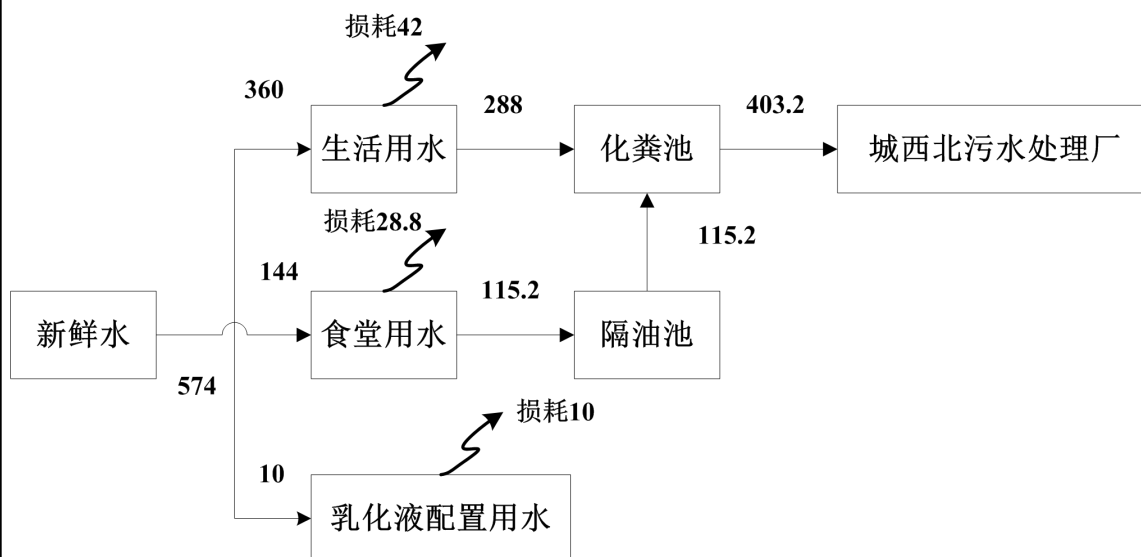 损耗42
360
288
403.2
生活用水
化粪池
城西北污水处理厂
损耗28.8
115.2
144
115.2
新鲜水
食堂用水
隔油池
574
损耗10
10
乳化液配置用水